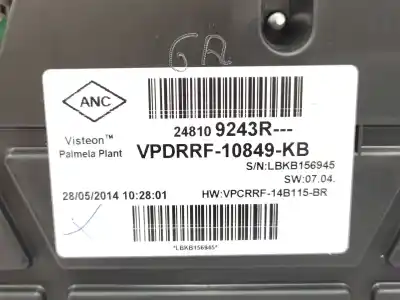 GR
ANC
24810 9243R---
Visteon™
Palmela Plant
VPDRRF-10849-KB
S/N:LBKB156945
SW:07.04.
28/05/2014 10:28:01
HW:VPCRRF-14B115-BR
*LBKB156945*